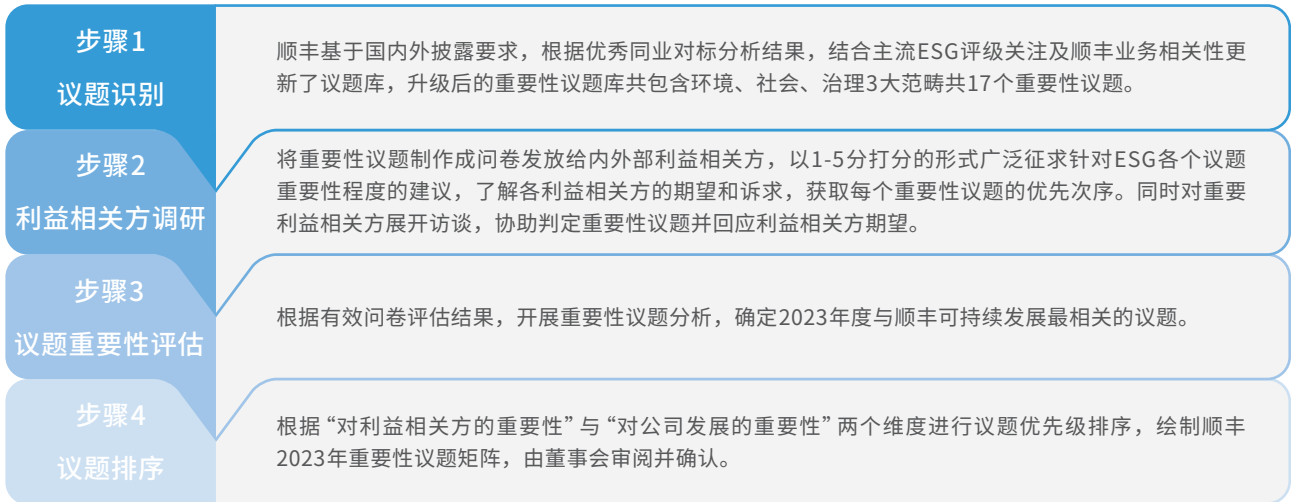 步骤1
议题识别
顺丰基于国内外披露要求，根据优秀同业对标分析结果，结合主流ESG评级关注及顺丰业务相关性更
新了议题库，升级后的重要性议题库共包含环境、社会、治理3大范畴共17个重要性议题。
步骤2
利益相关方调研
将重要性议题制作成问卷发放给内外部利益相关方，以1-5分打分的形式广泛征求针对ESG各个议题
重要性程度的建议，了解各利益相关方的期望和诉求，获取每个重要性议题的优先次序。同时对重要
利益相关方展开访谈，协助判定重要性议题并回应利益相关方期望。
步骤3
议题重要性评估
根据有效问卷评估结果，开展重要性议题分析，确定2023年度与顺丰可持续发展最相关的议题。
步骤4
议题排序
根据“对利益相关方的重要性”与“对公司发展的重要性”两个维度进行议题优先级排序，绘制顺丰
2023年重要性议题矩阵，由董事会审阅并确认。